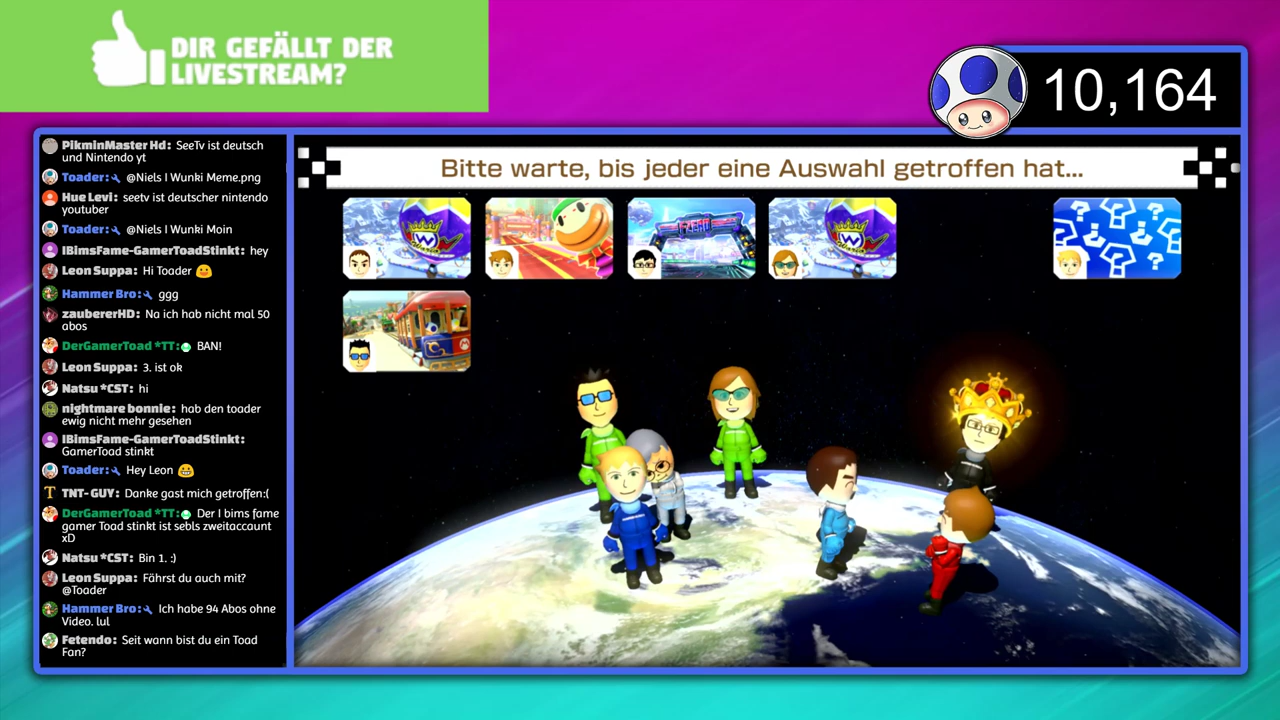 DIR GEFÄLLT DER
LIVESTREAM?
10,164
PikminMaster Hd: SeeTv ist deutsch
und Nintendo yt
Toader: @Niels I Wunki Meme.png
Hue Levi: seetv ist deutscher nintendo
youtuber
Toader: @Niels I Wunki Moin
IBimsFame-GamerToadStinkt: hey
Leon Suppa: Hi Toader 😃
Hammer Bro: ggg
zaubererHD: Na ich hab nicht mal 50
abos
DerGamerToad *TT: BAN!
Leon Suppa: 3. ist ok
Natsu *CST: hi
nightmare bonnie: hab den toader
ewig nicht mehr gesehen
IBimsFame-GamerToadStinkt:
GamerToad stinkt
Toader: Hey Leon 😀
TNT- GUY: Danke gast mich getroffen:(
DerGamerToad *TT: Der I bims fame
gamer Toad stinkt ist sebls zweitaccaunt
xD
Natsu *CST: Bin 1. :)
Leon Suppa: Fährst du auch mit?
@Toader
Hammer Bro: Ich habe 94 Abos ohne
Video. lul
Fetendo: Seit wann bist du ein Toad
Fan?
Bitte warte, bis jeder eine Auswahl getroffen hat...